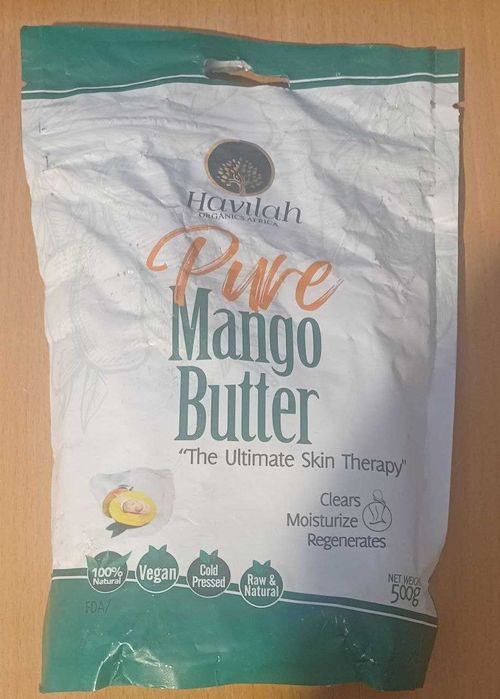 Havilah
ORGANICS AFRICA
Pure
Mango
Butter
"The Ultimate Skin Therapy"
Clears
Moisturize
Regenerates
100%
Natural
Vegan
Cold
Pressed
Raw &
Natural
NET WEIGH
500g
FDA/